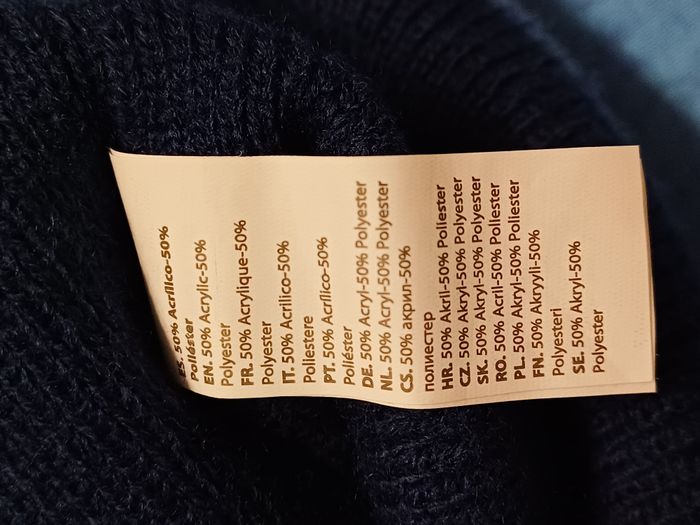 ES. 50% Acrílico-50%
Poliéster
EN. 50% Acrylic-50%
Polyester
FR. 50% Acrylique-50%
Polyester
IT. 50% Acrilico-50%
Poliestere
PT. 50% Acrílico-50%
Poliéster
DE. 50% Acryl-50% Polyester
NL. 50% Acryl-50% Polyester
CS. 50% акрил-50%
полиестер
HR. 50% Akril-50% Poliester
CZ. 50% Akryl-50% Polyester
SK. 50% Akryl-50% Polyester
RO. 50% Acril-50% Poliester
PL. 50% Akryl-50% Poliester
FN. 50% Akryyli-50%
Polyesteri
SE. 50% Akryl-50%
Polyester